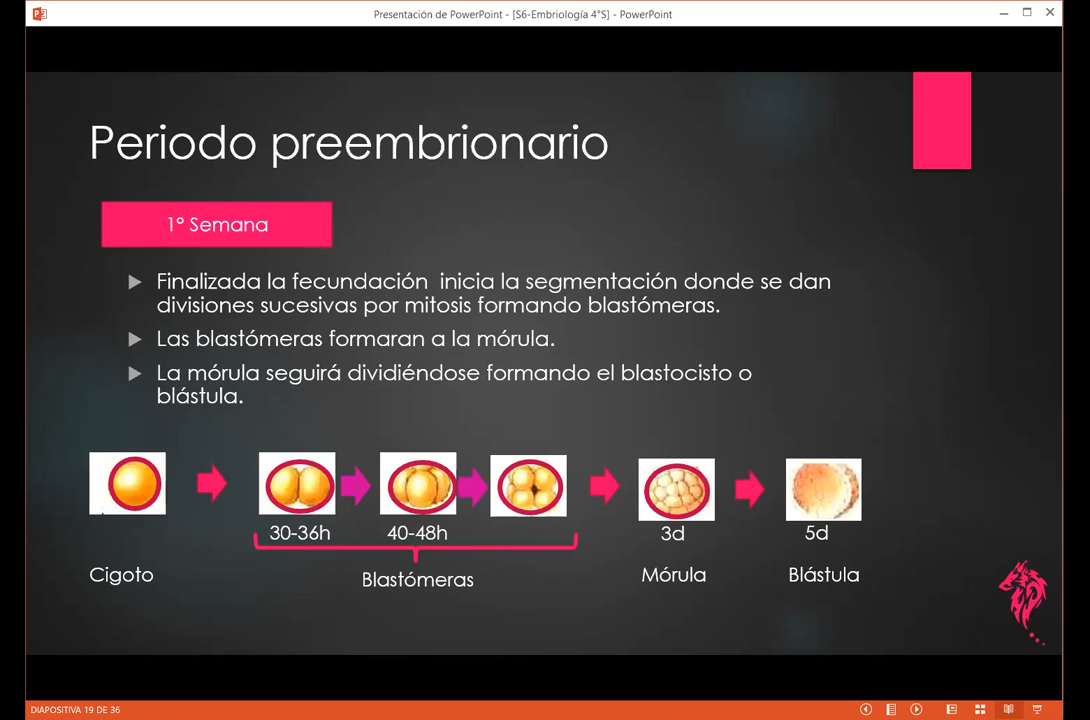 Presentación de PowerPoint - [S6-Embriología 4°S] - PowerPoint
Periodo preembrionario
1° Semana
Finalizada la fecundación inicia la segmentación donde se dan
divisiones sucesivas por mitosis formando blastómeras.
Las blastómeras formaran a la mórula.
La mórula seguirá dividiéndose formando el blastocisto o
blástula.
30-36h 40-48h 3d 5d
Cigoto Blastómeras Mórula Blástula
DIAPOSITIVA 19 DE 36